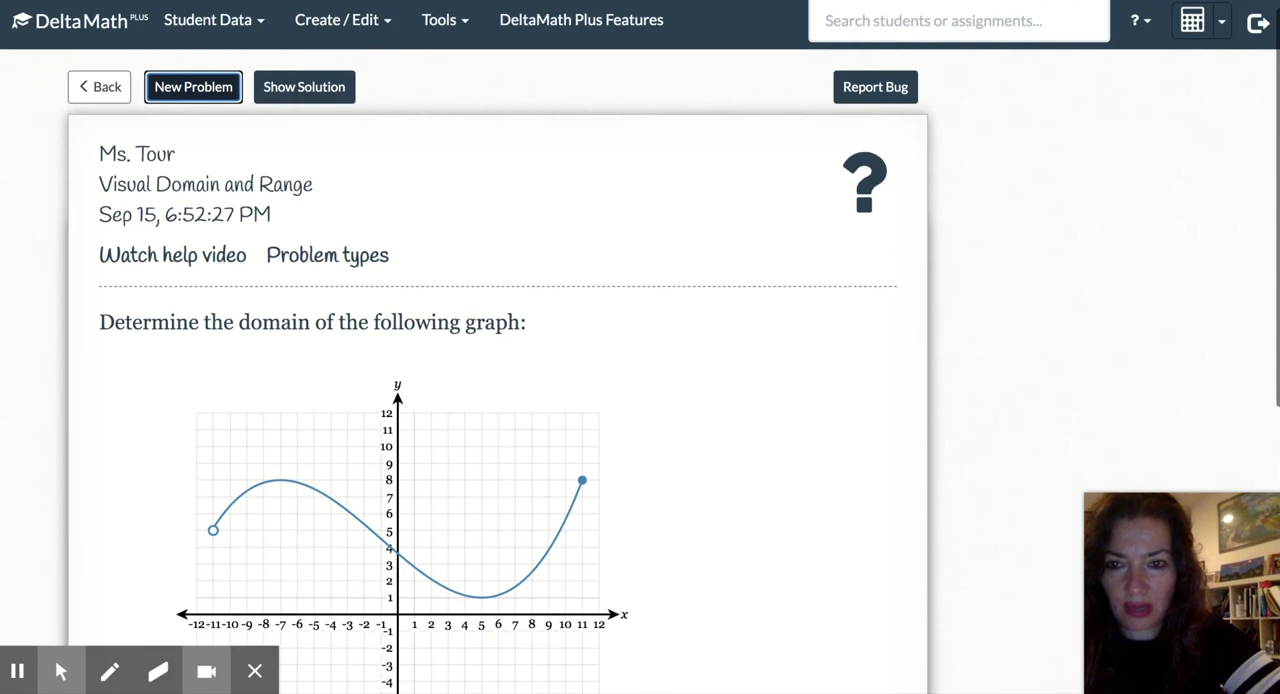 DeltaMath PLUS Student Data Create / Edit Tools DeltaMath Plus Features Search students or assignments... ?
Back New Problem Show Solution Report Bug
Ms. Tour
Visual Domain and Range
Sep 15, 6:52:27 PM
?
Watch help video Problem types
Determine the domain of the following graph:
y
12
11
10
9
8
7
6
5
4
3
2
1
x
-12 -11 -10 -9 -8 -7 -6 -5 -4 -3 -2 -1 1 2 3 4 5 6 7 8 9 10 11 12
-1
-2
-3
-4